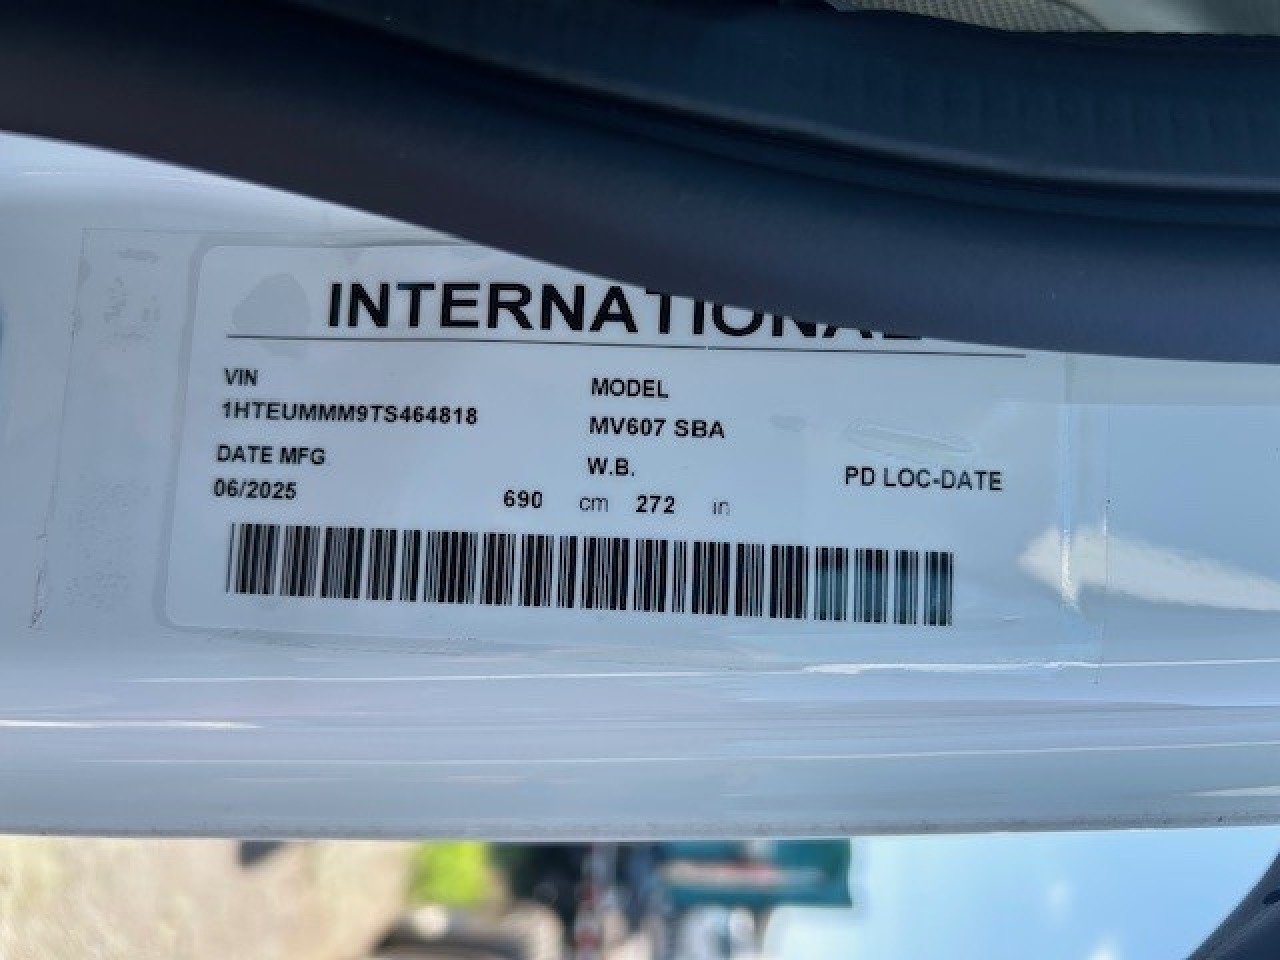 INTERNATIONAL
VIN
1HTEUMMM9TS464818
MODEL
MV607 SBA
DATE MFG
06/2025
W.B.
690 cm 272 in
PD LOC-DATE